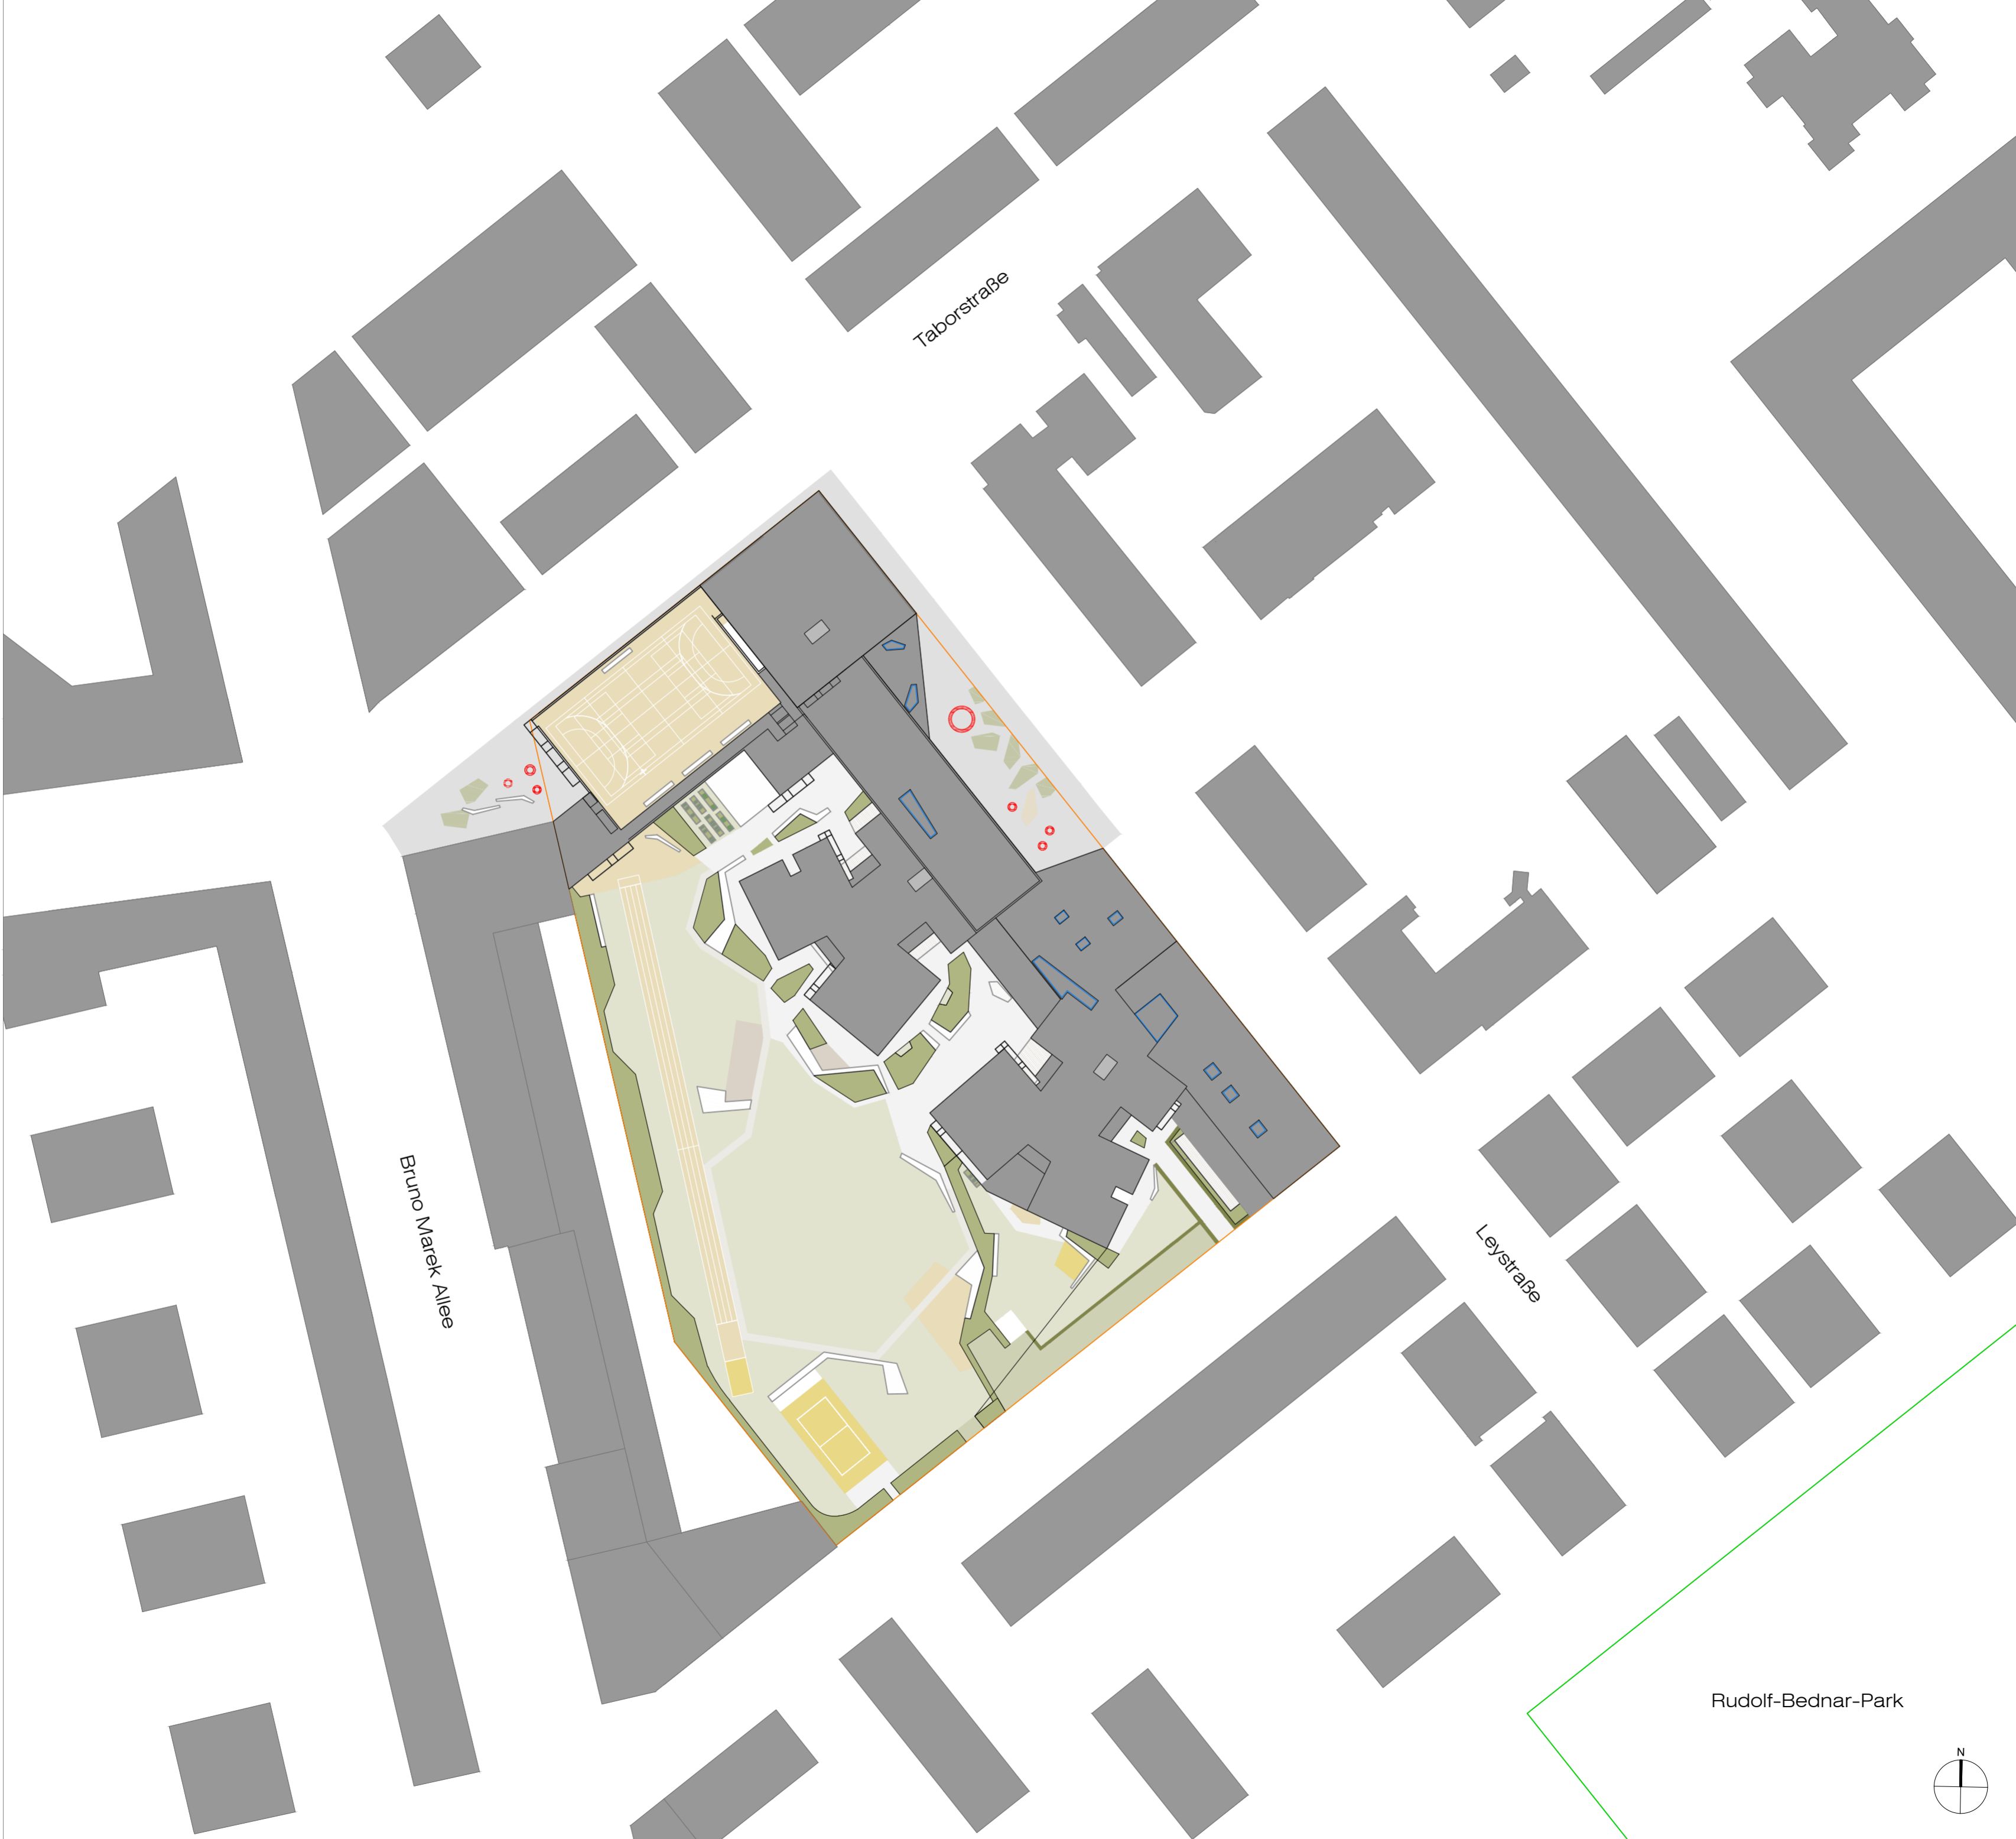 Taborstraße
Bruno Marek Allee
Leystraße
Rudolf-Bednar-Park
N